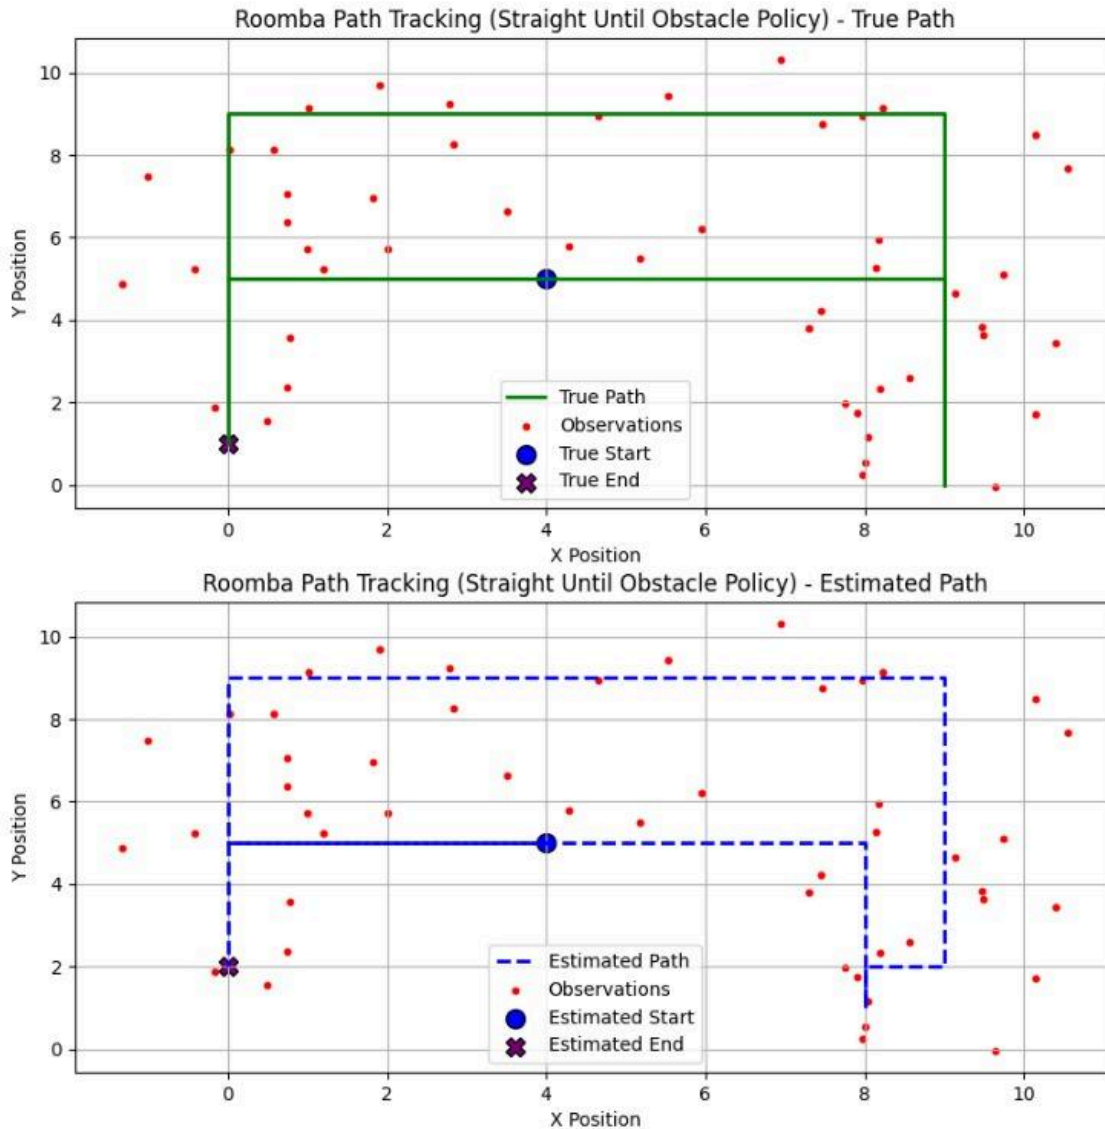 Roomba Path Tracking (Straight Until Obstacle Policy) - True Path
10
8
6
4
2
0
Y Position
True Path
Observations
True Start
True End
0 2 4 6 8 10
X Position
Roomba Path Tracking (Straight Until Obstacle Policy) - Estimated Path
10
8
6
4
2
0
Y Position
Estimated Path
Observations
Estimated Start
Estimated End
0 2 4 6 8 10
X Position